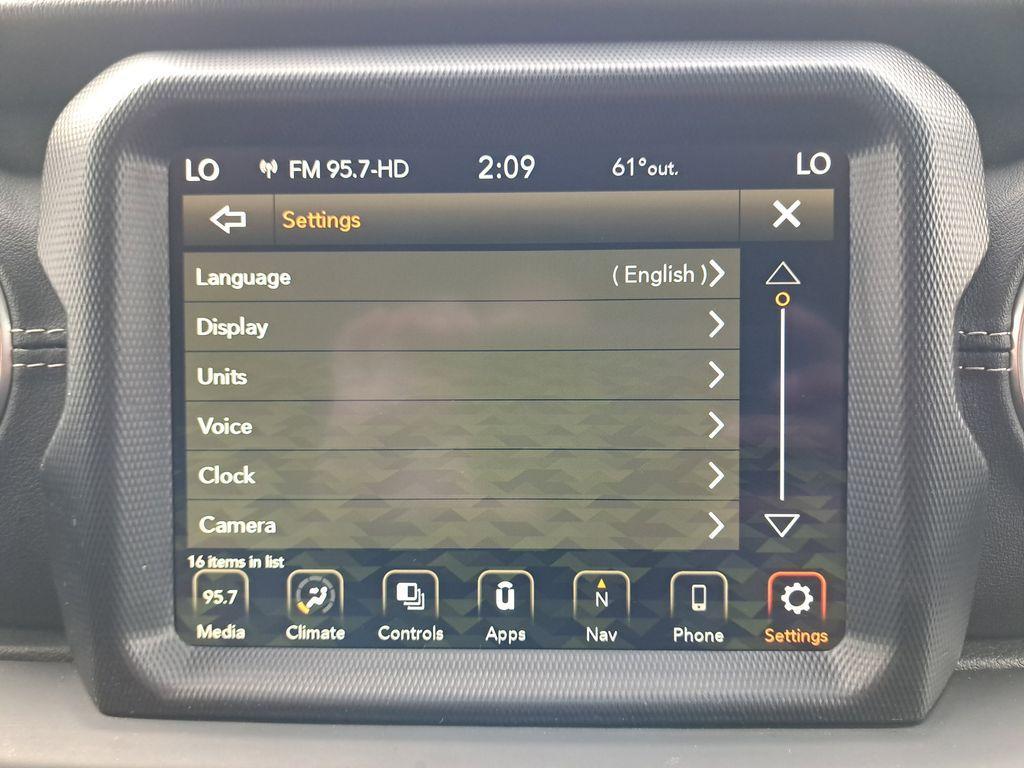 LO FM 95.7-HD 2:09 61°out. LO
Settings
Language ( English )
Display
Units
Voice
Clock
Camera
16 items in list
95.7 N
Media Climate Controls Apps Nav Phone Settings